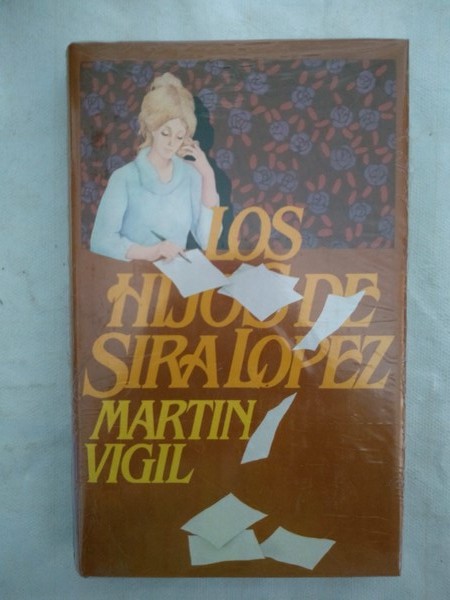 LOS
HIJOS DE
SIRA LOPEZ
MARTIN
VIGIL